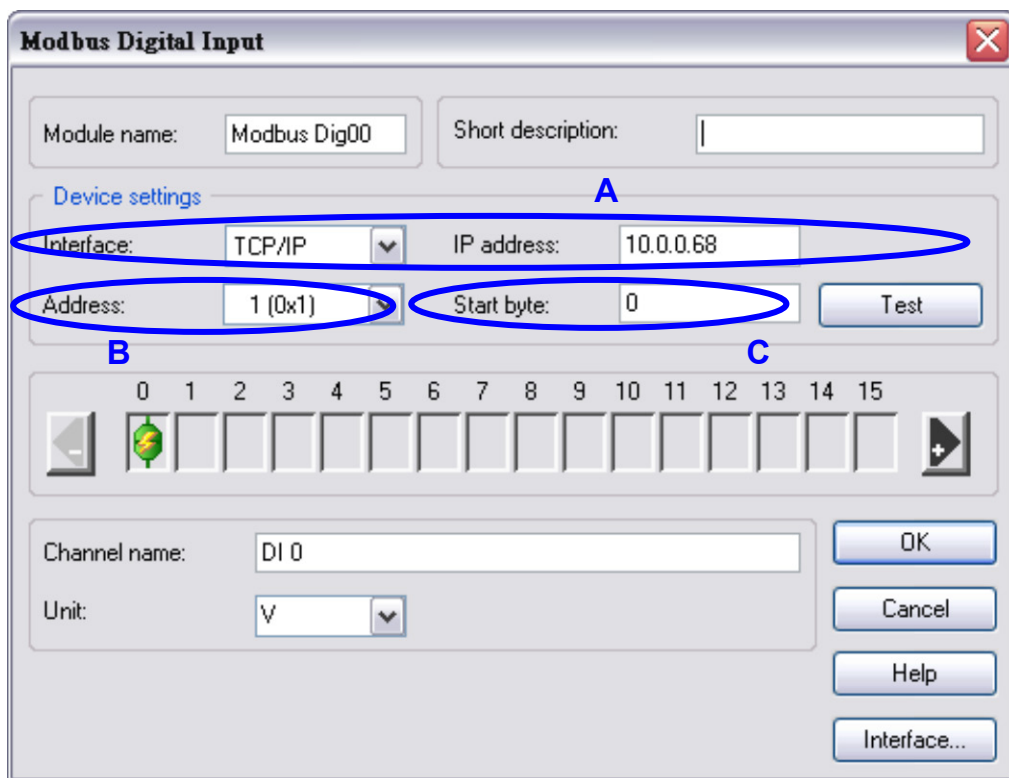 Modbus Digital Input
Module name: Modbus Dig00 Short description:
Device settings A
Interface: TCP/IP IP address: 10.0.0.68
Address: 1 (0x1) Start byte: 0 Test
B C
0 1 2 3 4 5 6 7 8 9 10 11 12 13 14 15
- +
Channel name: DI 0 OK
Unit: V Cancel
Help
Interface...